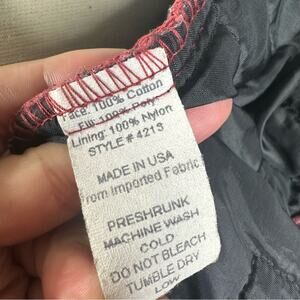 Face: 100% Cotton
Fill: 100% Poly
Lining: 100% Nylon
STYLE # 4213
MADE IN USA
from Imported Fabric
PRESHRUNK
MACHINE WASH
COLD
DO NOT BLEACH
TUMBLE DRY
LOW